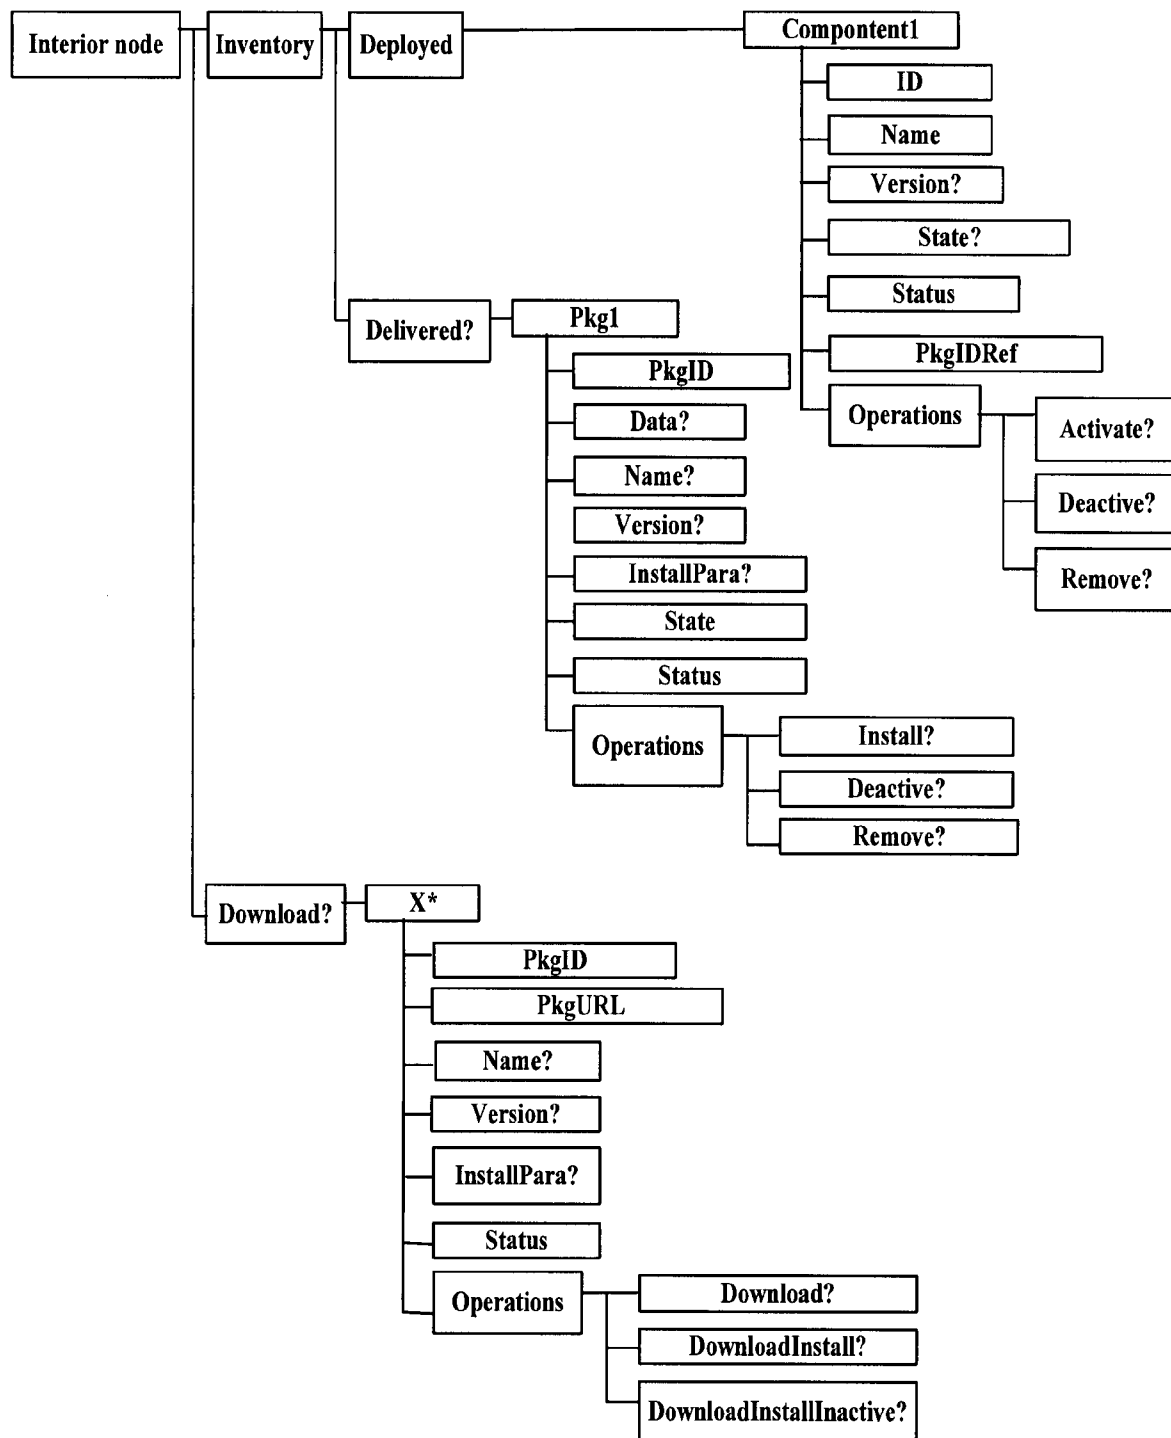 Interior node
Inventory
Deployed
Compontent1
ID
Name
Version?
State?
Status
PkgIDRef
Operations
Activate?
Deactive?
Remove?
Delivered?
Pkg1
PkgID
Data?
Name?
Version?
InstallPara?
State
Status
Operations
Install?
Deactive?
Remove?
Download?
X*
PkgID
PkgURL
Name?
Version?
InstallPara?
Status
Operations
Download?
DownloadInstall?
DownloadInstallInactive?